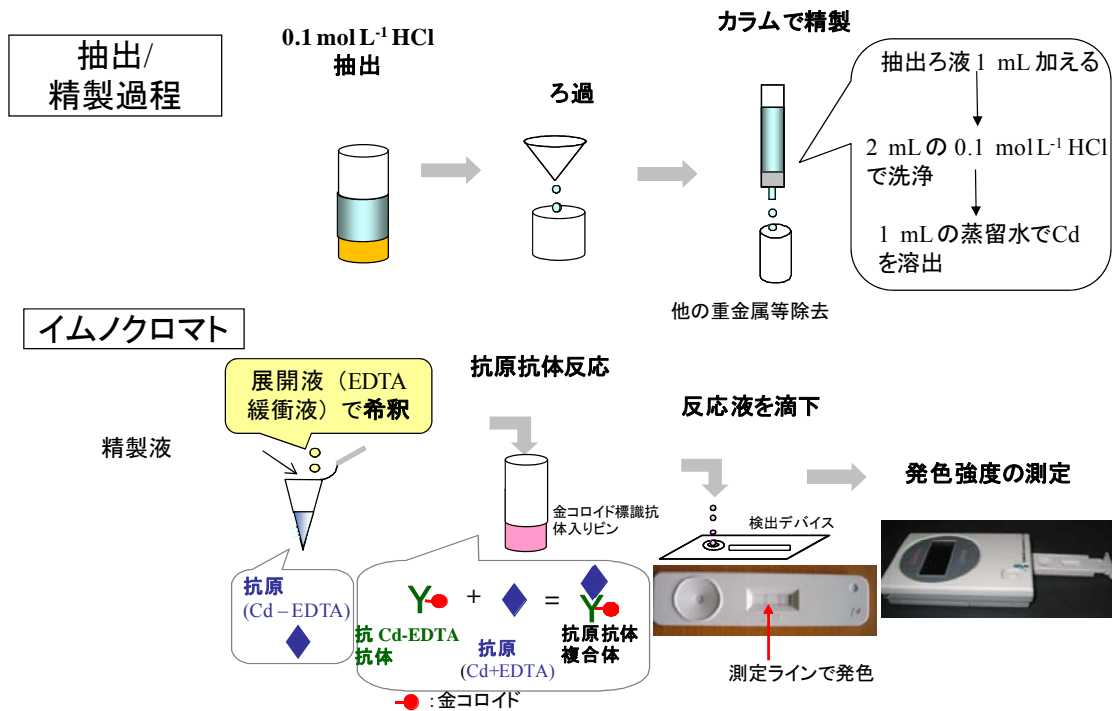 抽出/
精製過程
0.1 mol L-1 HCl
抽出
ろ過
カラムで精製
抽出ろ液 1 mL 加える
2 mLの 0.1 mol L-1 HCl
で洗浄
1 mLの蒸留水でCd
を溶出
他の重金属等除去
イムノクロマト
展開液（EDTA
緩衝液）で希釈
精製液
抗原抗体反応
反応液を滴下
発色強度の測定
金コロイド標識抗
体入りビン
検出デバイス
抗原
(Cd－EDTA)
+
=
抗 Cd-EDTA
抗体
抗原
(Cd+EDTA)
抗原抗体
複合体
測定ラインで発色
：金コロイド